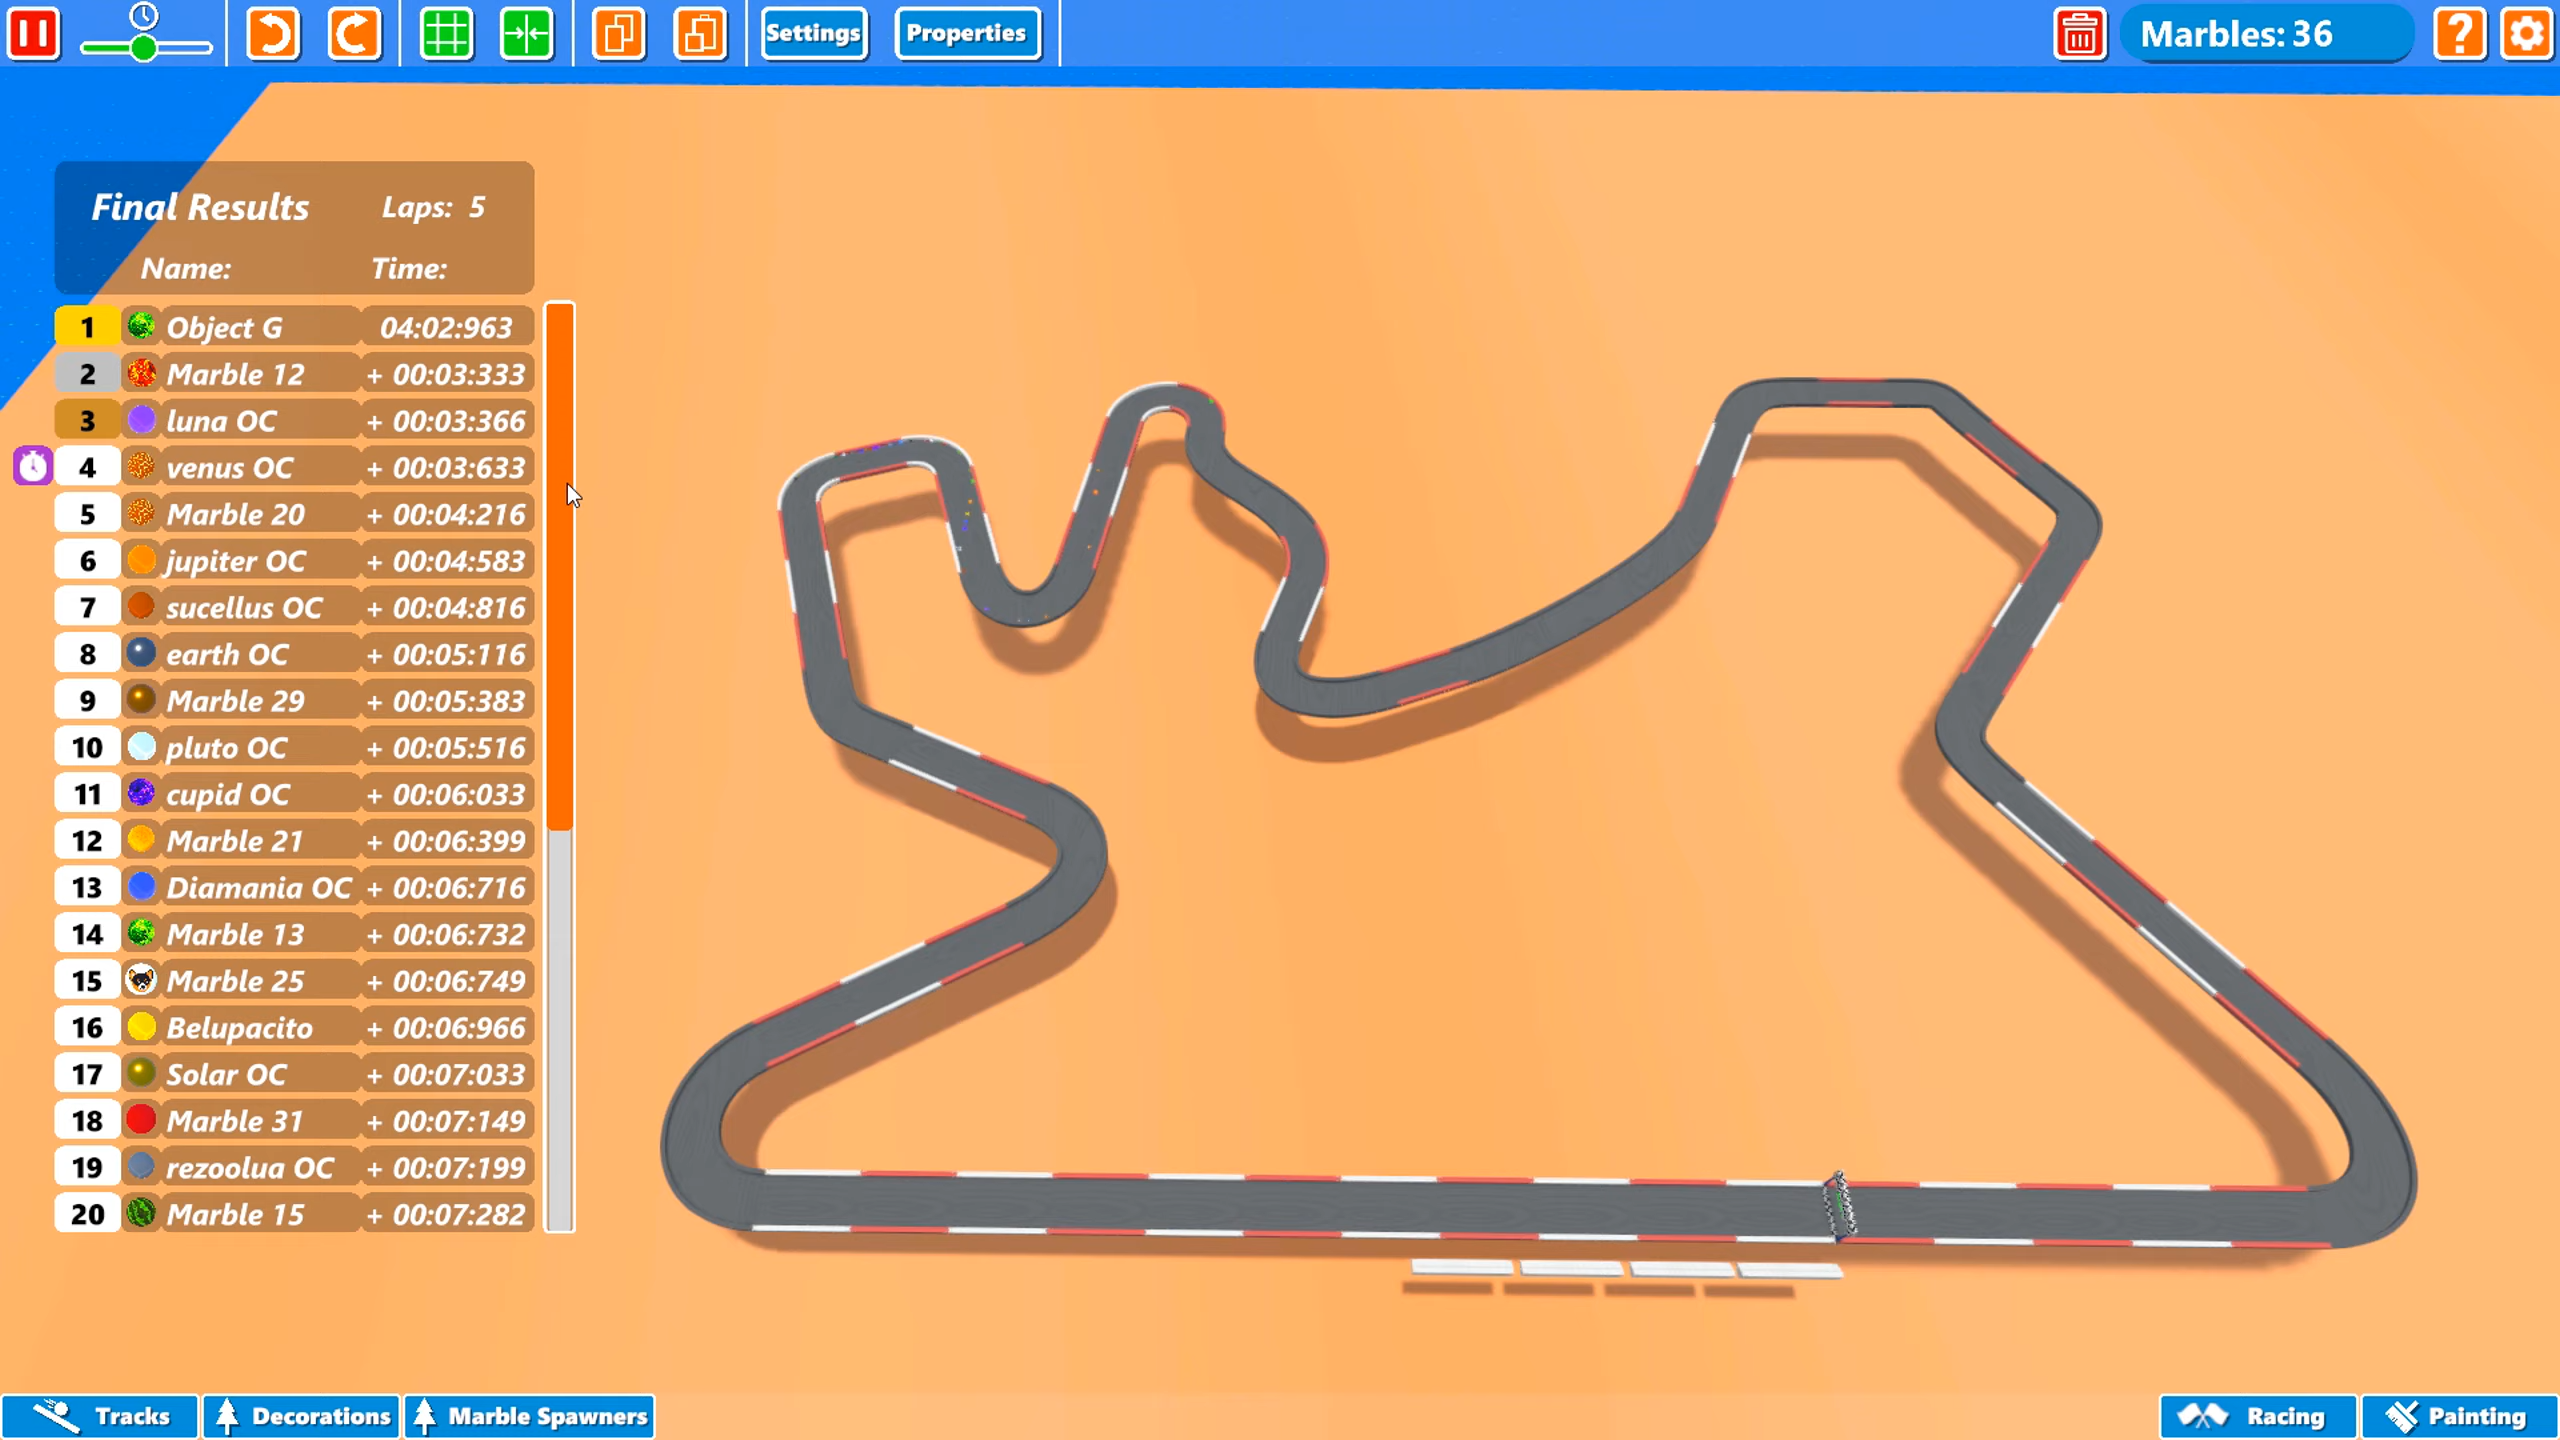 Settings Properties Marbles: 36 ?
Final Results Laps: 5
Name: Time:
1 Object G 04:02:963
2 Marble 12 + 00:03:333
3 luna OC + 00:03:366
4 venus OC + 00:03:633
5 Marble 20 + 00:04:216
6 jupiter OC + 00:04:583
7 sucellus OC + 00:04:816
8 earth OC + 00:05:116
9 Marble 29 + 00:05:383
10 pluto OC + 00:05:516
11 cupid OC + 00:06:033
12 Marble 21 + 00:06:399
13 Diamania OC + 00:06:716
14 Marble 13 + 00:06:732
15 Marble 25 + 00:06:749
16 Belupacito + 00:06:966
17 Solar OC + 00:07:033
18 Marble 31 + 00:07:149
19 rezoolua OC + 00:07:199
20 Marble 15 + 00:07:282
Tracks Decorations Marble Spawners Racing Painting